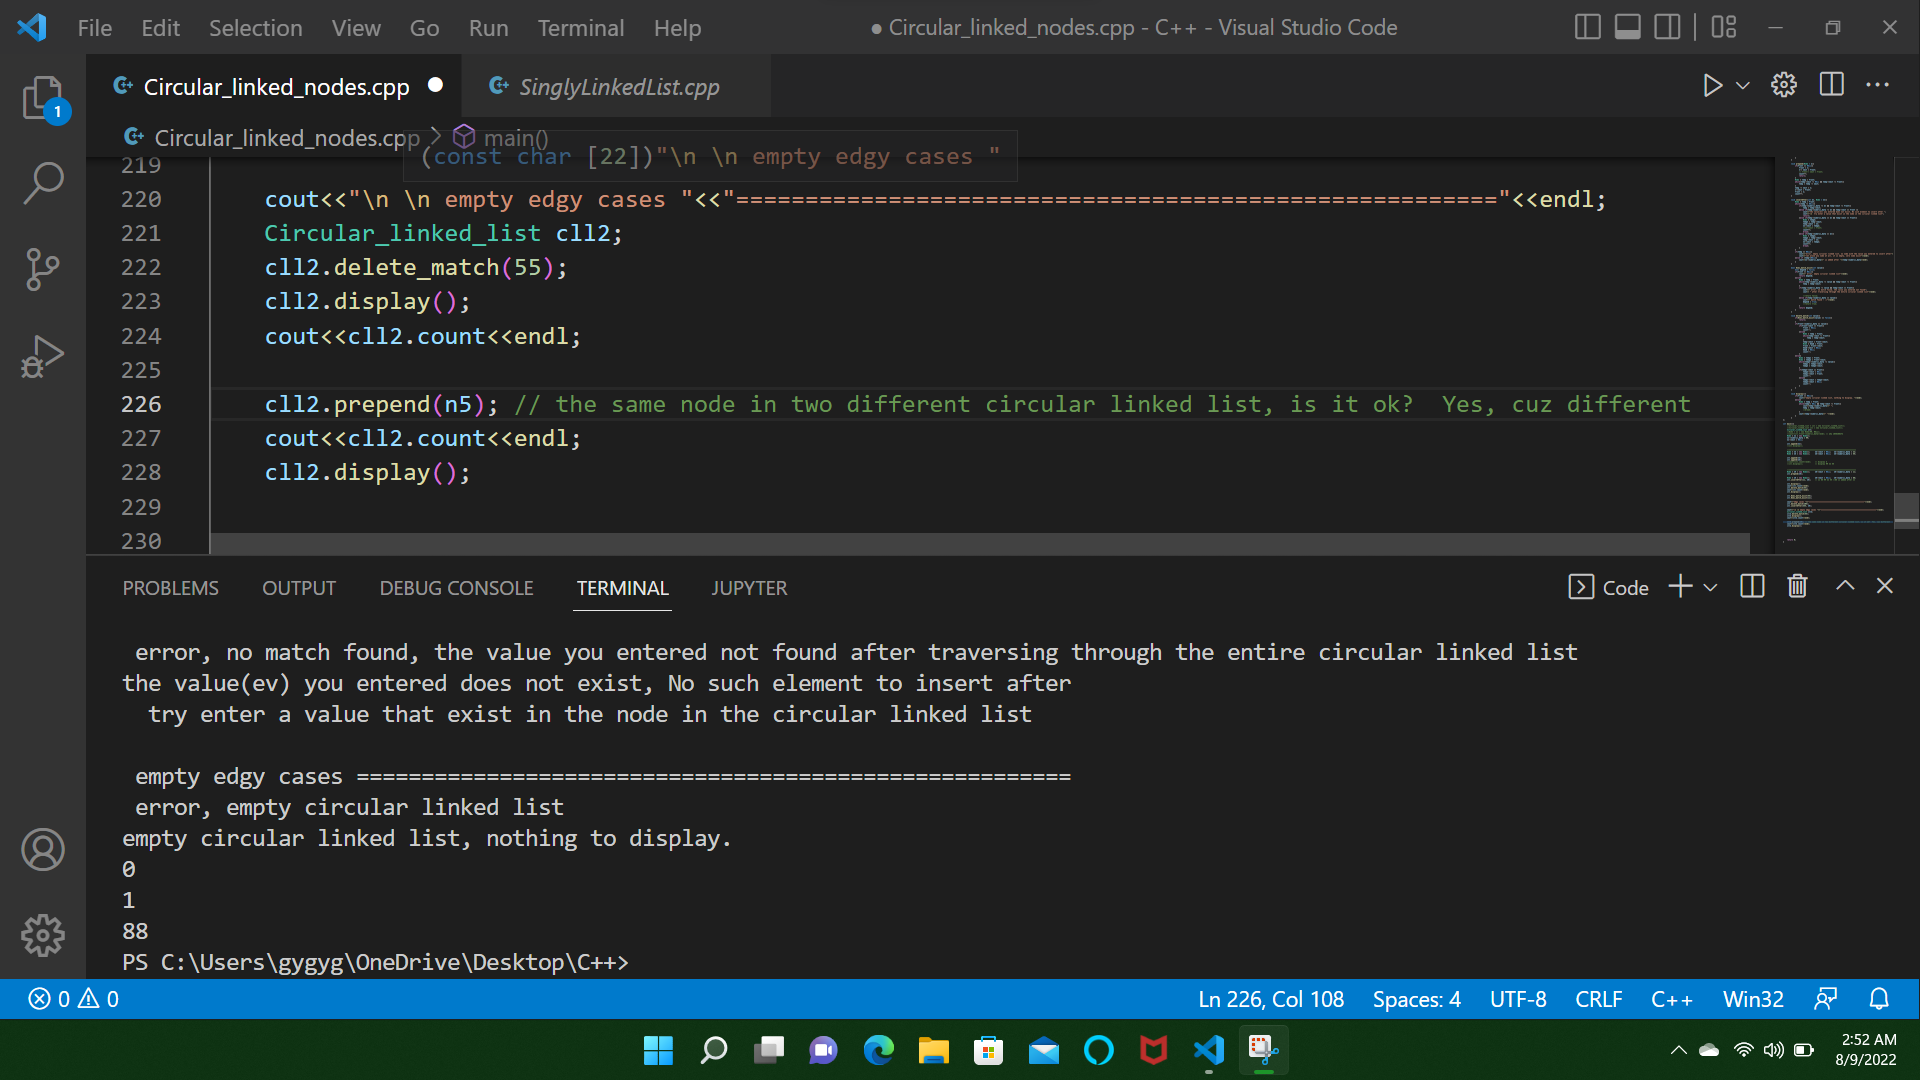 File Edit Selection View Go Run Terminal Help
● Circular_linked_nodes.cpp - C++ - Visual Studio Code
Circular_linked_nodes.cpp ●
SinglyLinkedList.cpp
1
Circular_linked_nodes.cpp > main()
(const char [22])"\n \n empty edgy cases "
219
220 cout<<"\n \n empty edgy cases "<<"======================================================="<<endl;
221 Circular_linked_list cll2;
222 cll2.delete_match(55);
223 cll2.display();
224 cout<<cll2.count<<endl;
225
226 cll2.prepend(n5); // the same node in two different circular linked list, is it ok?  Yes, cuz different
227 cout<<cll2.count<<endl;
228 cll2.display();
229
230
PROBLEMS OUTPUT DEBUG CONSOLE TERMINAL JUPYTER
Code
error, no match found, the value you entered not found after traversing through the entire circular linked list
the value(ev) you entered does not exist, No such element to insert after
try enter a value that exist in the node in the circular linked list
empty edgy cases =======================================================
error, empty circular linked list
empty circular linked list, nothing to display.
0
1
88
PS C:\Users\gygyg\OneDrive\Desktop\C++>
0 0
Ln 226, Col 108 Spaces: 4 UTF-8 CRLF C++ Win32
2:52 AM
8/9/2022